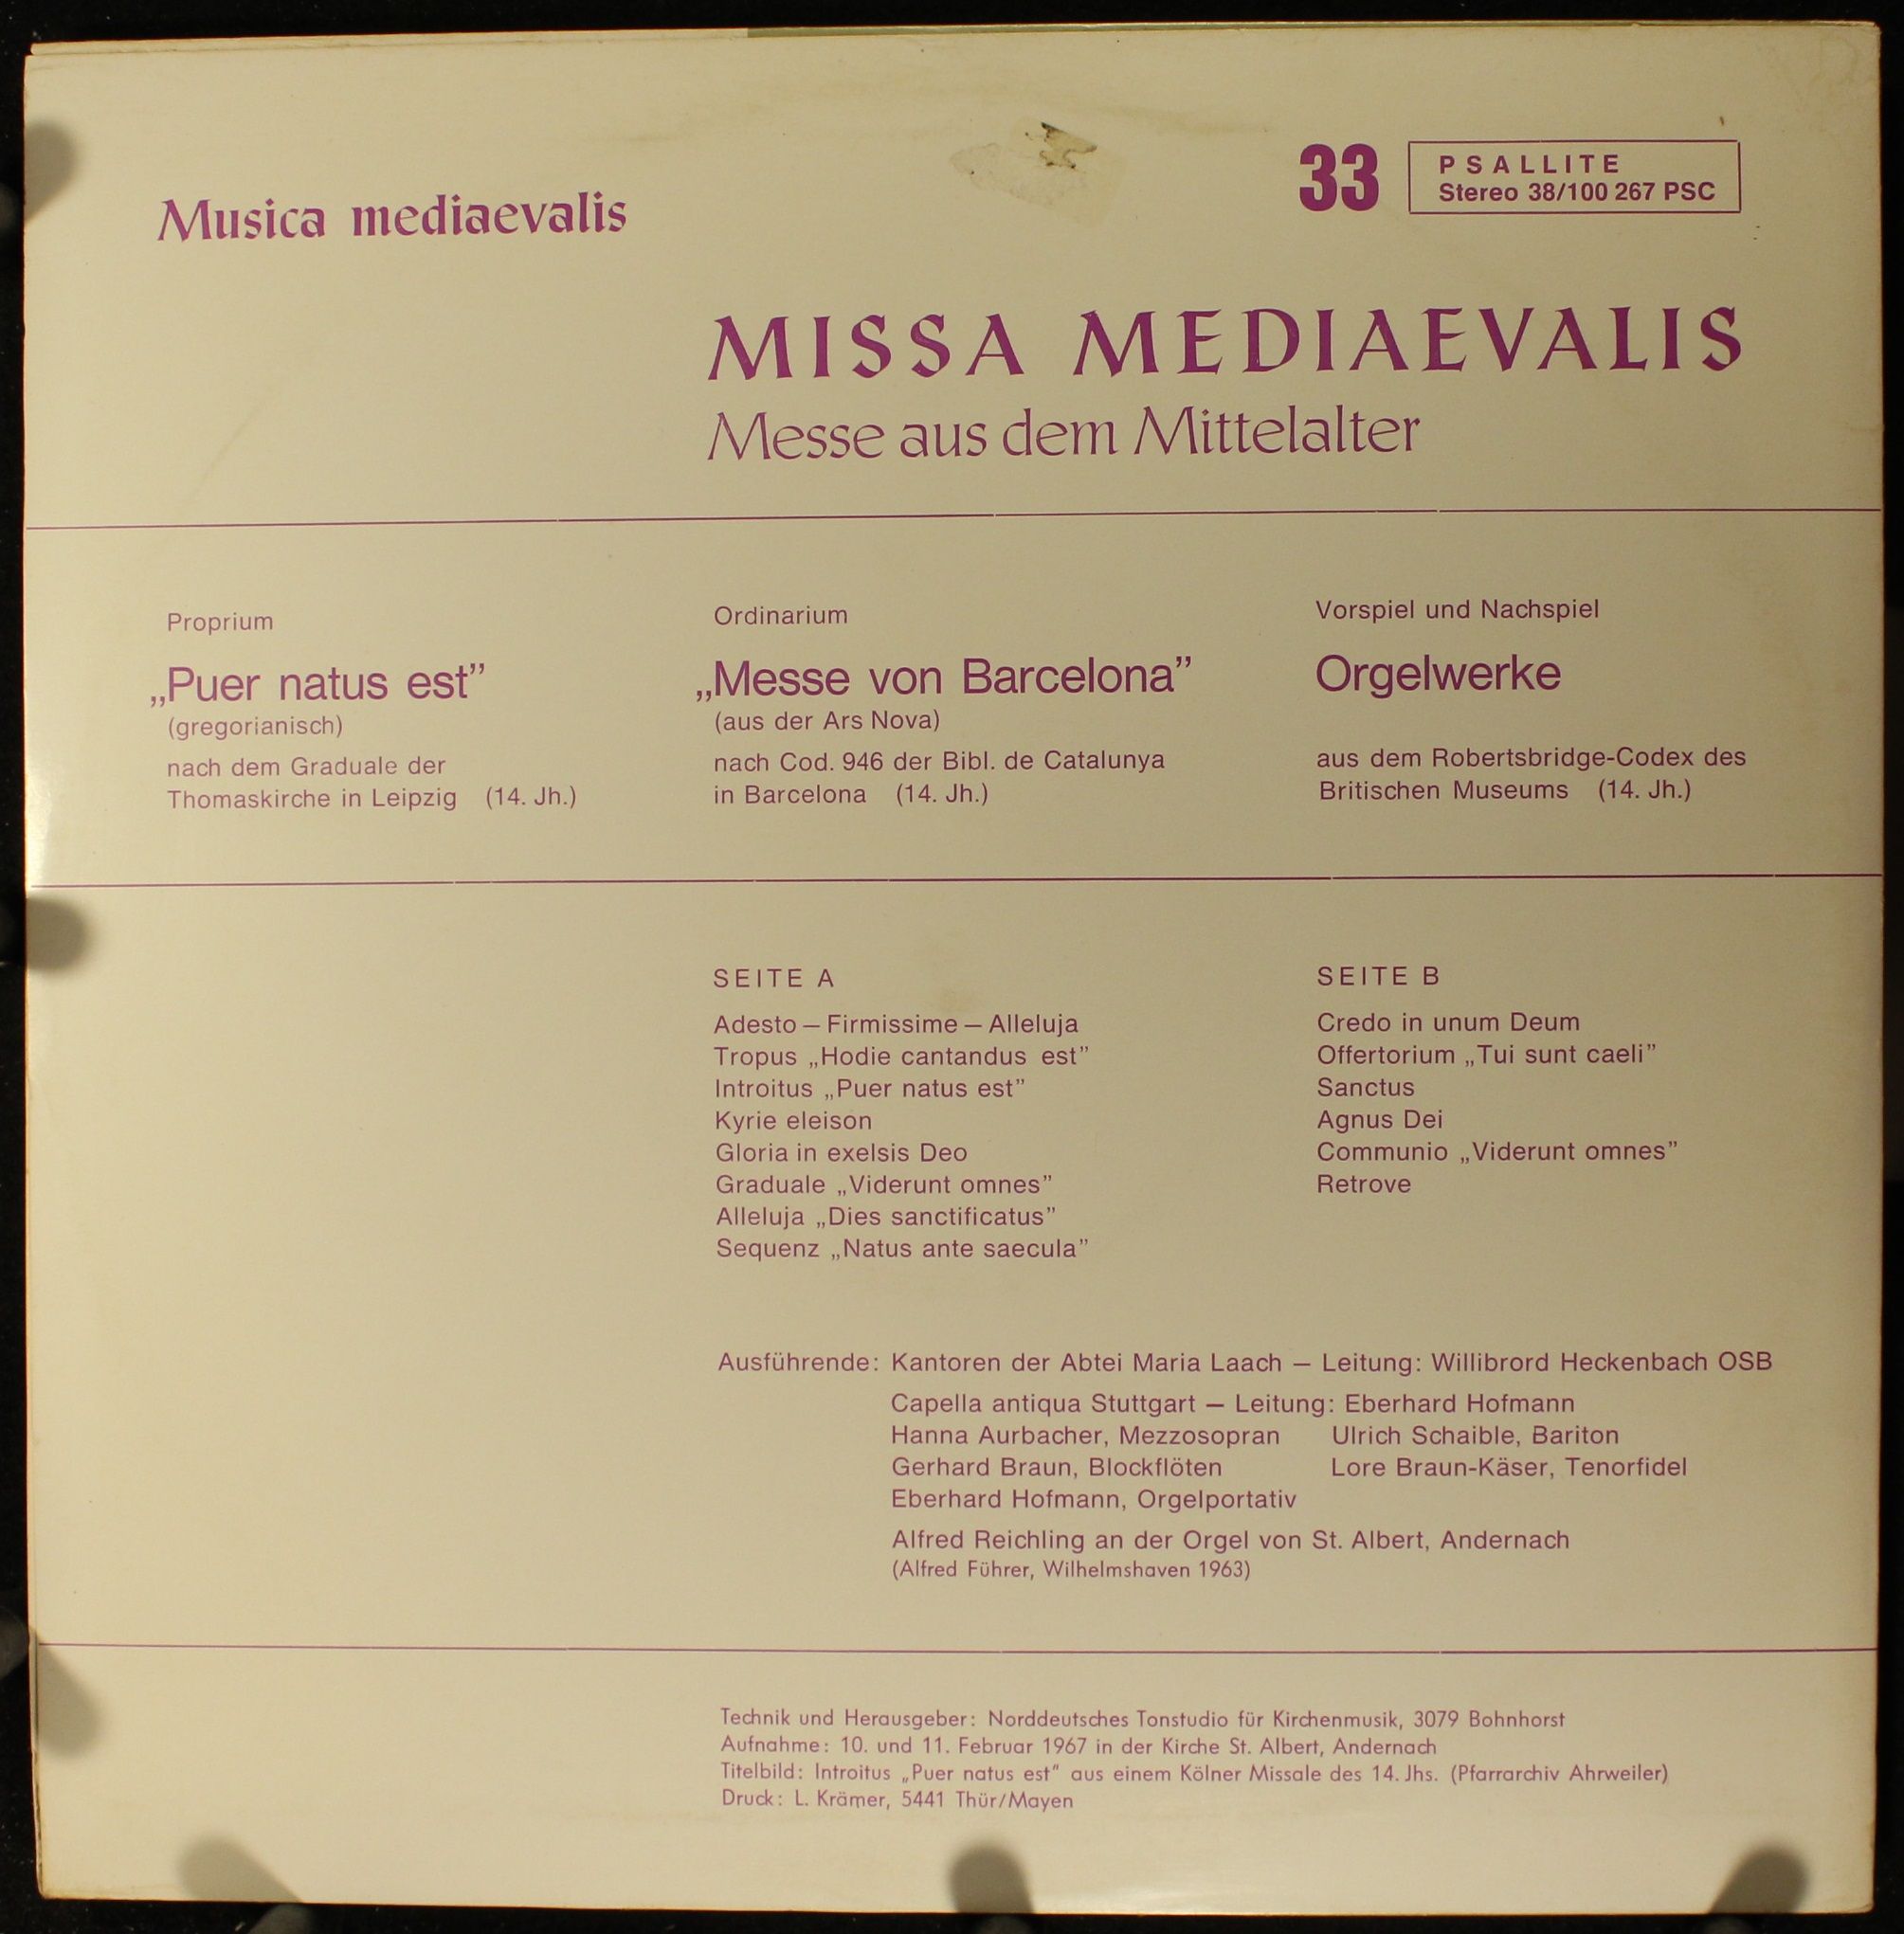 Musica mediaevalis
33
PSALLITE
Stereo 38/100 267 PSC
MISSA MEDIAEVALIS
Messe aus dem Mittelalter
Proprium
„Puer natus est”
(gregorianisch)
nach dem Graduale der
Thomaskirche in Leipzig (14. Jh.)
Ordinarium
„Messe von Barcelona”
(aus der Ars Nova)
nach Cod. 946 der Bibl. de Catalunya
in Barcelona (14. Jh.)
Vorspiel und Nachspiel
Orgelwerke
aus dem Robertsbridge-Codex des
Britischen Museums (14. Jh.)
SEITE A
Adesto — Firmissime — Alleluja
Tropus „Hodie cantandus est”
Introitus „Puer natus est”
Kyrie eleison
Gloria in exelsis Deo
Graduale „Viderunt omnes”
Alleluja „Dies sanctificatus”
Sequenz „Natus ante saecula”
SEITE B
Credo in unum Deum
Offertorium „Tui sunt caeli”
Sanctus
Agnus Dei
Communio „Viderunt omnes”
Retrove
Ausführende: Kantoren der Abtei Maria Laach — Leitung: Willibrord Heckenbach OSB
Capella antiqua Stuttgart — Leitung: Eberhard Hofmann
Hanna Aurbacher, Mezzosopran Ulrich Schaible, Bariton
Gerhard Braun, Blockflöten Lore Braun-Käser, Tenorfidel
Eberhard Hofmann, Orgelportativ
Alfred Reichling an der Orgel von St. Albert, Andernach
(Alfred Führer, Wilhelmshaven 1963)
Technik und Herausgeber: Norddeutsches Tonstudio für Kirchenmusik, 3079 Bohnhorst
Aufnahme: 10. und 11. Februar 1967 in der Kirche St. Albert, Andernach
Titelbild: Introitus „Puer natus est” aus einem Kölner Missale des 14. Jhs. (Pfarrarchiv Ahrweiler)
Druck: L. Krämer, 5441 Thür/Mayen